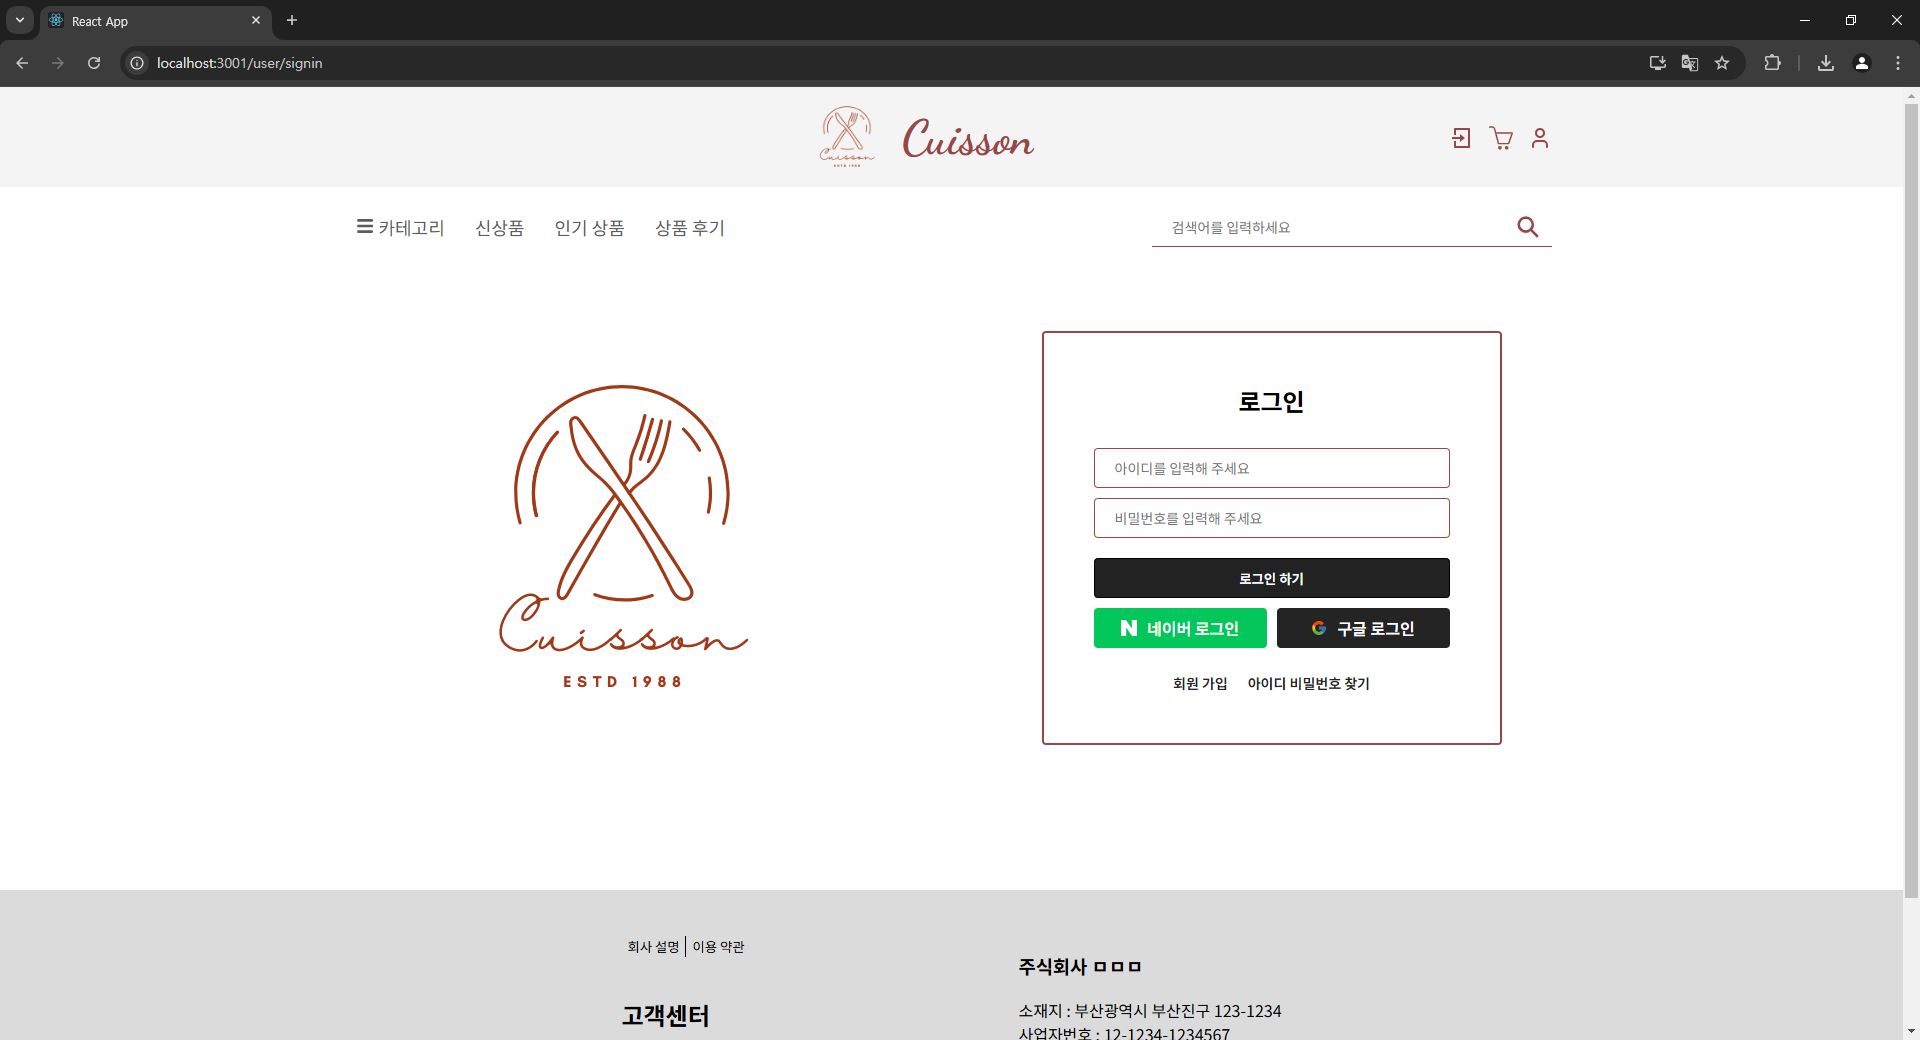 React App
localhost:3001/user/signin
Cuisson
ESTD 1988
Cuisson
카테고리 신상품 인기 상품 상품 후기
검색어를 입력하세요
로그인
아이디를 입력해 주세요
비밀번호를 입력해 주세요
로그인 하기
N 네이버 로그인
G 구글 로그인
회원 가입 아이디 비밀번호 찾기
Cuisson
ESTD 1988
회사 설명 | 이용 약관
고객센터
주식회사 ㅁㅁㅁ
소재지 : 부산광역시 부산진구 123-1234
사업자번호 : 12-1234-1234567